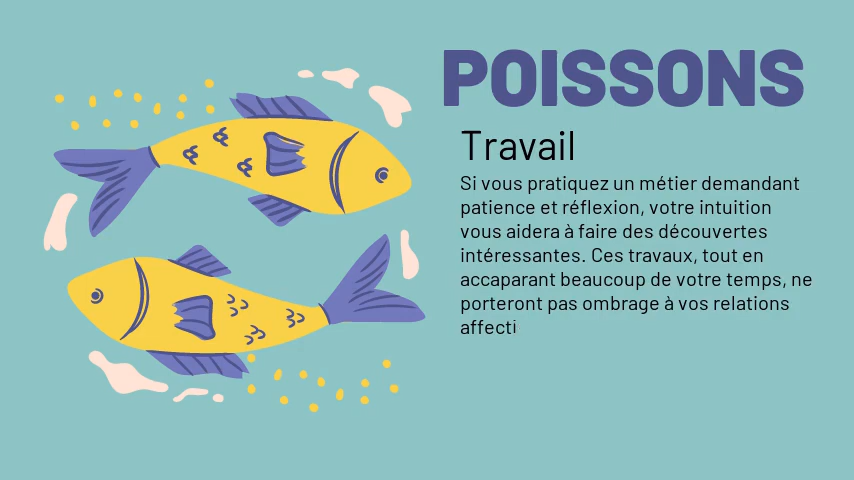 POISSONS
Travail
Si vous pratiquez un métier demandant
patience et réflexion, votre intuition
vous aidera à faire des découvertes
intéressantes. Ces travaux, tout en
accaparant beaucoup de votre temps, ne
porteront pas ombrage à vos relations
affecti